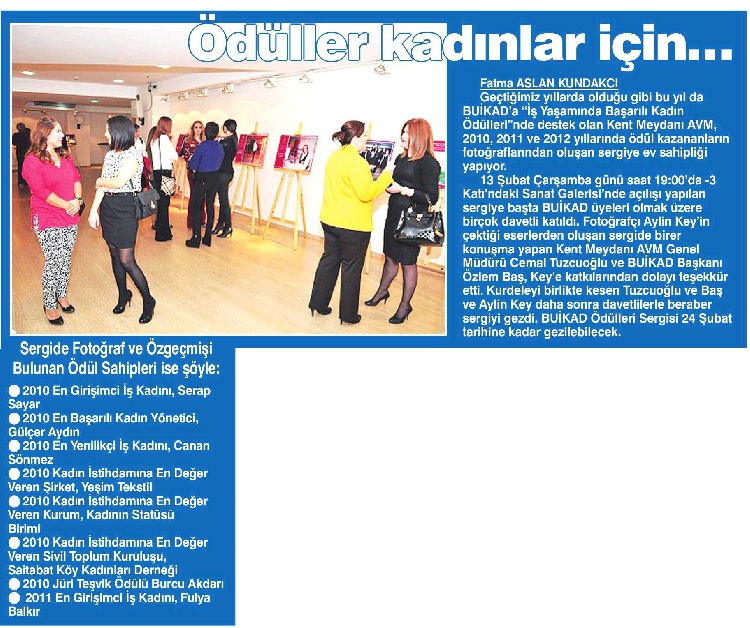 Ödüller kadınlar için...
Fatma ASLAN KUNDAKCI
Geçtiğimiz yıllarda olduğu gibi bu yıl da
BUİKAD'a "İş Yaşamında Başarılı Kadın
Ödülleri"nde destek olan Kent Meydanı AVM,
2010, 2011 ve 2012 yıllarında ödül kazananların
fotoğraflarından oluşan sergiye ev sahipliği
yapıyor.
13 Şubat Çarşamba günü saat 19:00'da -3
Katı'ndaki Sanat Galerisi'nde açılışı yapılan
sergiye başta BUİKAD üyeleri olmak üzere
birçok davetli katıldı. Fotoğrafçı Aylin Key'in
çektiği eserlerden oluşan sergide birer
konuşma yapan Kent Meydanı AVM Genel
Müdürü Cemal Tuzcuoğlu ve BUİKAD Başkanı
Özlem Baş, Key'e katkılarından dolayı teşekkür
etti. Kurdeleyi birlikte kesen Tuzcuoğlu ve Baş
ve Aylin Key daha sonra davetlilerle beraber
sergiyi gezdi. BUİKAD Ödülleri Sergisi 24 Şubat
tarihine kadar gezilebilecek.
Sergide Fotoğraf ve Özgeçmişi
Bulunan Ödül Sahipleri ise şöyle:
● 2010 En Girişimci İş Kadını, Serap
Sayar
● 2010 En Başarılı Kadın Yönetici,
Gülçer Aydın
● 2010 En Yenilikçi İş Kadını, Canan
Sönmez
● 2010 Kadın İstihdamına En Değer
Veren Şirket, Yeşim Tekstil
● 2010 Kadın İstihdamına En Değer
Veren Kurum, Kadının Statüsü
Birimi
● 2010 Kadın İstihdamına En Değer
Veren Sivil Toplum Kuruluşu,
Saitabat Köy Kadınları Derneği
● 2010 Jüri Teşvik Ödülü Burcu Akdarı
● 2011 En Girişimci İş Kadını, Fulya
Balkır